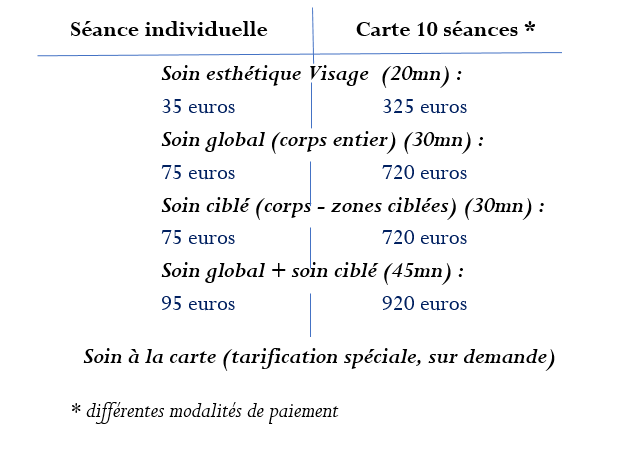 Séance individuelle Carte 10 séances *
Soin esthétique Visage (20mn) :
35 euros 325 euros
Soin global (corps entier) (30mn) :
75 euros 720 euros
Soin ciblé (corps - zones ciblées) (30mn) :
75 euros 720 euros
Soin global + soin ciblé (45mn) :
95 euros 920 euros
Soin à la carte (tarification spéciale, sur demande)
* différentes modalités de paiement